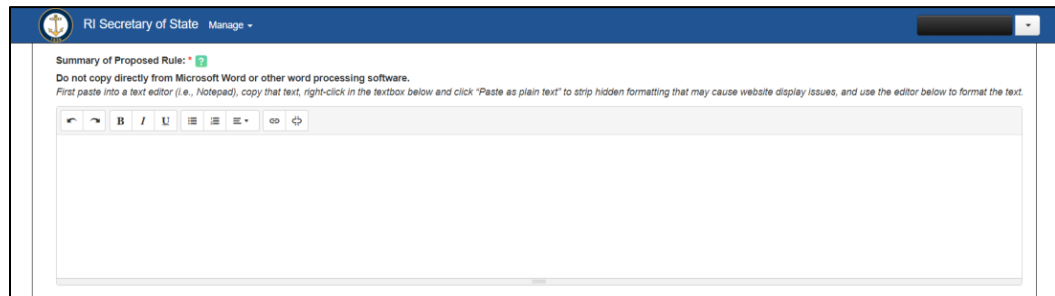 RI Secretary of State Manage
Summary of Proposed Rule: * ?
Do not copy directly from Microsoft Word or other word processing software.
First paste into a text editor (i.e., Notepad), copy that text, right-click in the textbox below and click "Paste as plain text" to strip hidden formatting that may cause website display issues, and use the editor below to format the text.
B I U